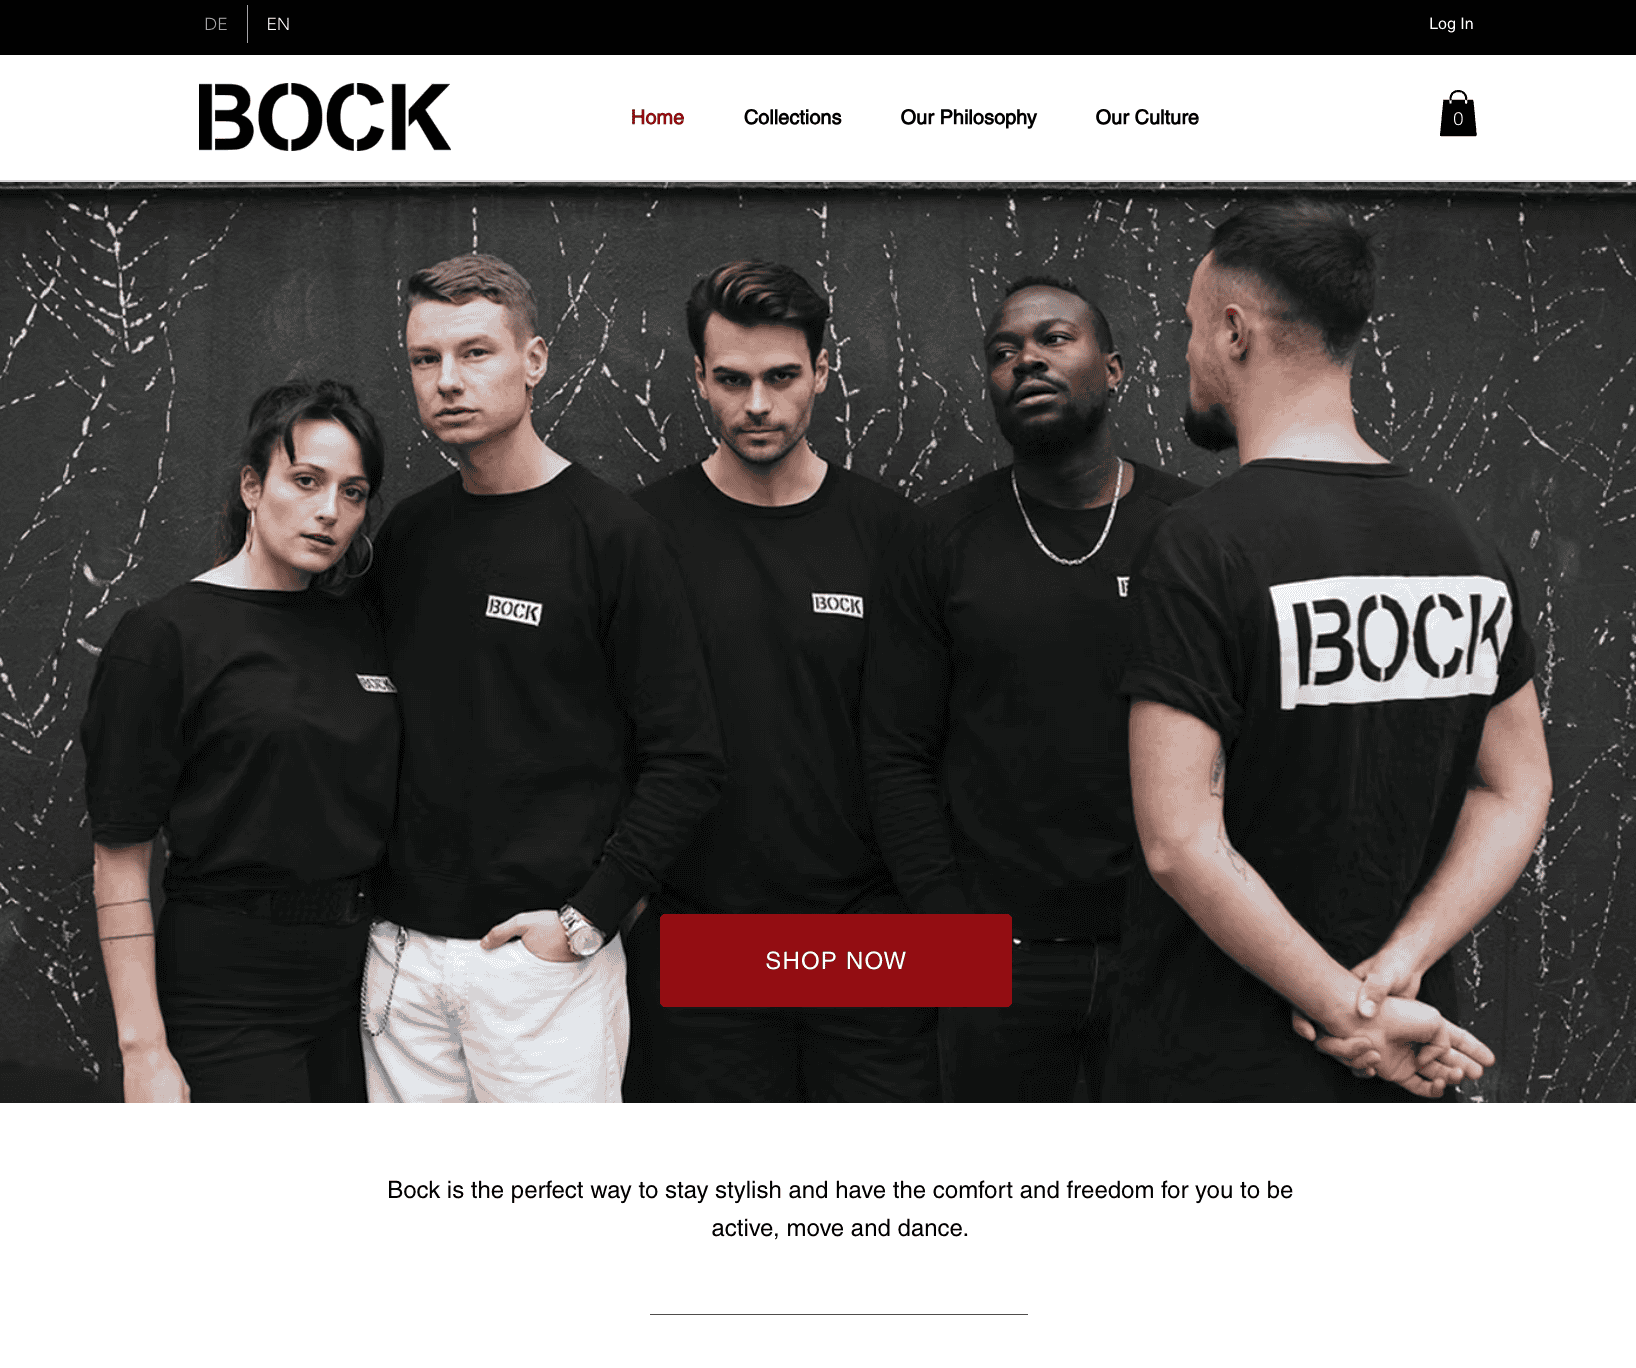 DE EN Log In
BOCK
Home Collections Our Philosophy Our Culture
0
BOCK
BOCK
BOCK
BOCK
SHOP NOW
Bock is the perfect way to stay stylish and have the comfort and freedom for you to be
active, move and dance.